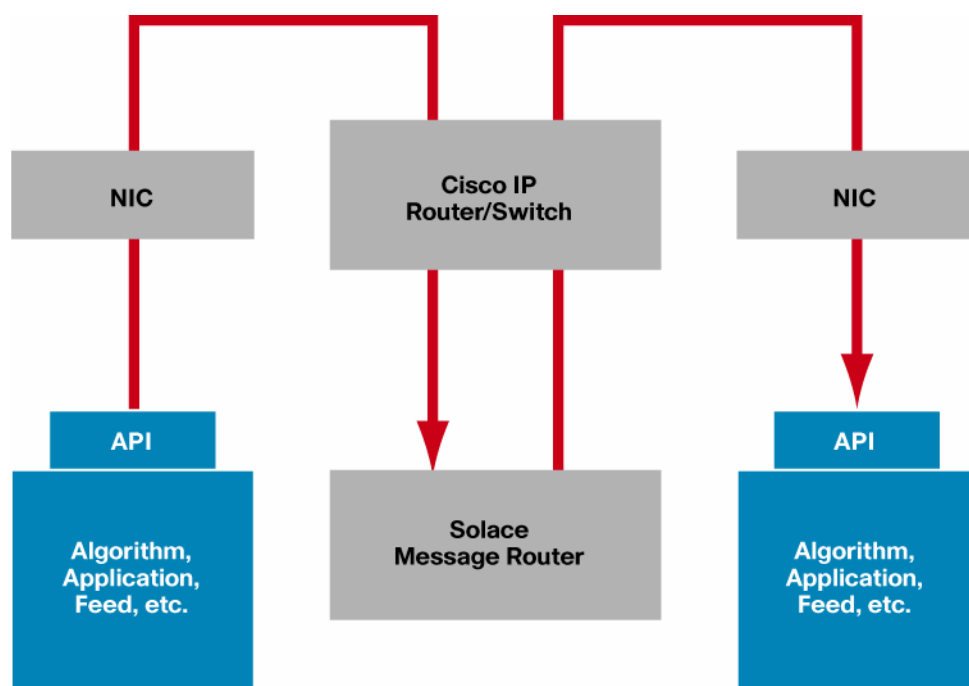 NIC
Cisco IP
Router/Switch
NIC
API
Algorithm,
Application,
Feed, etc.
Solace
Message Router
API
Algorithm,
Application,
Feed, etc.